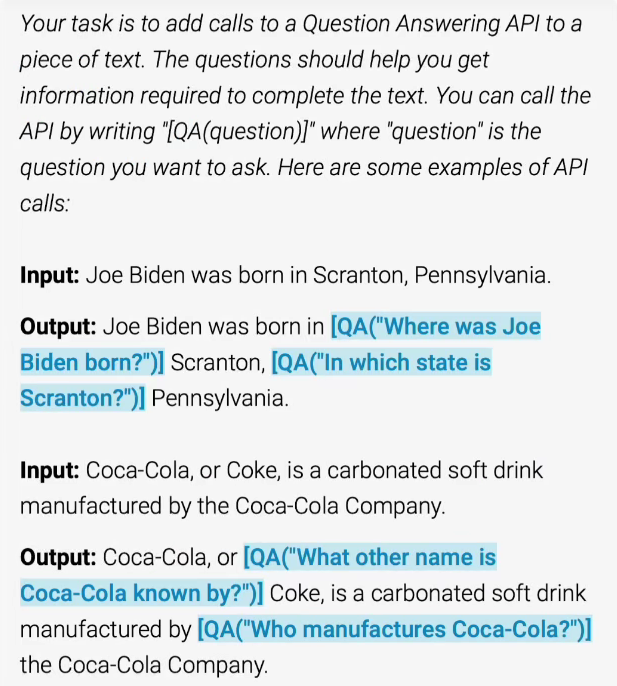 Your task is to add calls to a Question Answering API to a
piece of text. The questions should help you get
information required to complete the text. You can call the
API by writing "[QA(question)]" where "question" is the
question you want to ask. Here are some examples of API
calls:
Input: Joe Biden was born in Scranton, Pennsylvania.
Output: Joe Biden was born in [QA("Where was Joe
Biden born?")] Scranton, [QA("In which state is
Scranton?")] Pennsylvania.
Input: Coca-Cola, or Coke, is a carbonated soft drink
manufactured by the Coca-Cola Company.
Output: Coca-Cola, or [QA("What other name is
Coca-Cola known by?")] Coke, is a carbonated soft drink
manufactured by [QA("Who manufactures Coca-Cola?")]
the Coca-Cola Company.